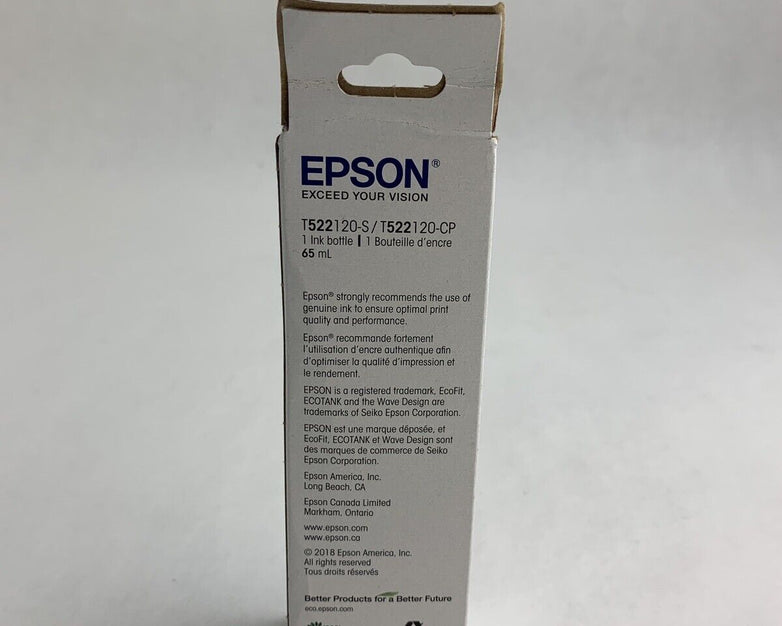 EPSON®
EXCEED YOUR VISION
T522120-S / T522120-CP
1 Ink bottle | 1 Bouteille d'encre
65 mL
Epson® strongly recommends the use of
genuine ink to ensure optimal print
quality and performance.
Epson® recommande fortement
l'utilisation d'encre authentique afin
d'optimiser la qualité d'impression et
le rendement.
EPSON is a registered trademark, EcoFit,
ECOTANK and the Wave Design are
trademarks of Seiko Epson Corporation.
EPSON est une marque déposée, et
EcoFit, ECOTANK et Wave Design sont
des marques de commerce de Seiko
Epson Corporation.
Epson America, Inc.
Long Beach, CA
Epson Canada Limited
Markham, Ontario
www.epson.com
www.epson.ca
© 2018 Epson America, Inc.
All rights reserved
Tous droits réservés
Better Products for a Better Future
eco.epson.com